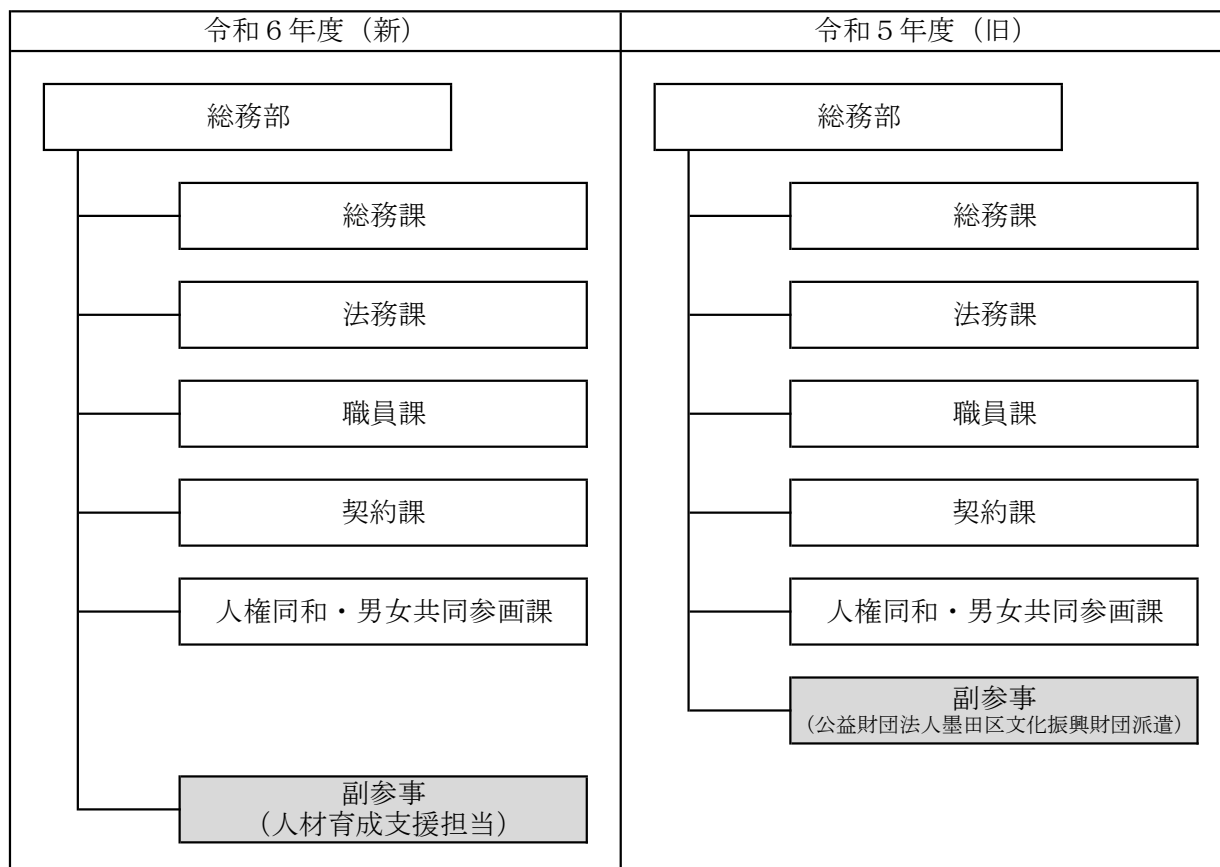 令和６年度（新）
令和５年度（旧）
総務部
総務課
法務課
職員課
契約課
人権同和・男女共同参画課
副参事
（人材育成支援担当）
総務部
総務課
法務課
職員課
契約課
人権同和・男女共同参画課
副参事
（公益財団法人墨田区文化振興財団派遣）